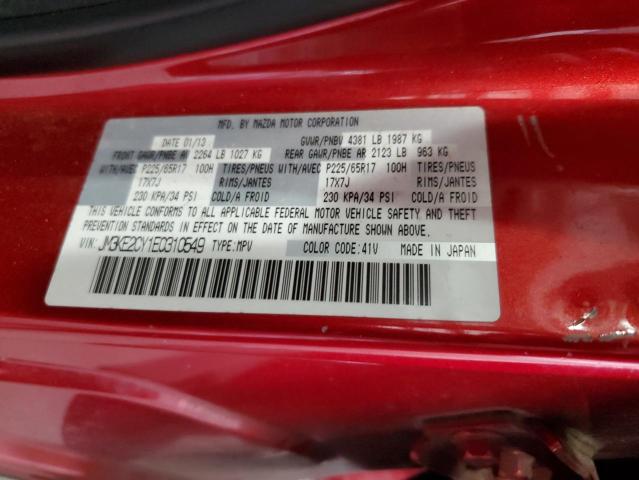 MFD. BY MAZDA MOTOR CORPORATION
DATE 01/13 GVWR/PNBV 4381 LB 1987 KG
FRONT GAWR/PNBE AR 2264 LB 1027 KG REAR GAWR/PNBE AR 2123 LB 963 KG
WITH/AVEC P225/65R17 100H TIRES/PNEUS WITH/AVEC P225/65R17 100H TIRES/PNEUS
17X7J RIMS/JANTES 17X7J RIMS/JANTES
230 KPA/34 PSI COLD/A FROID 230 KPA/34 PSI COLD/A FROID
THIS VEHICLE CONFORMS TO ALL APPLICABLE FEDERAL MOTOR VEHICLE SAFETY AND THEFT
PREVENTION STANDARDS IN EFFECT ON THE DATE OF MANUFACTURE SHOWN ABOVE.
VIN: JM3KE2CY1E0310549 TYPE:MPV COLOR CODE:41V MADE IN JAPAN